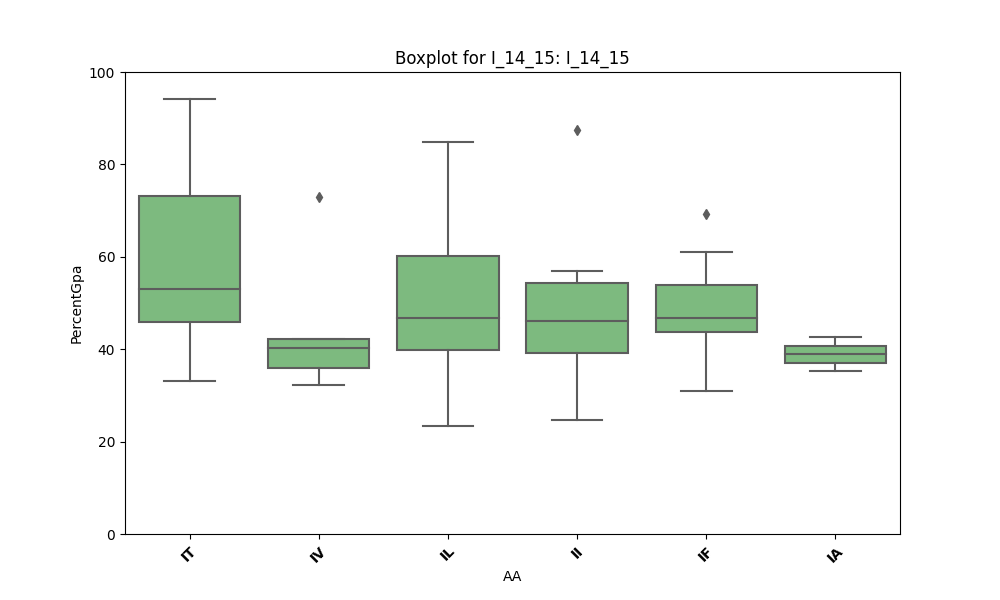 Boxplot for I_14_15: I_14_15
100
80
60
40
20
0
PercentGpa
IT
IV
IL
II
IF
IA
AA